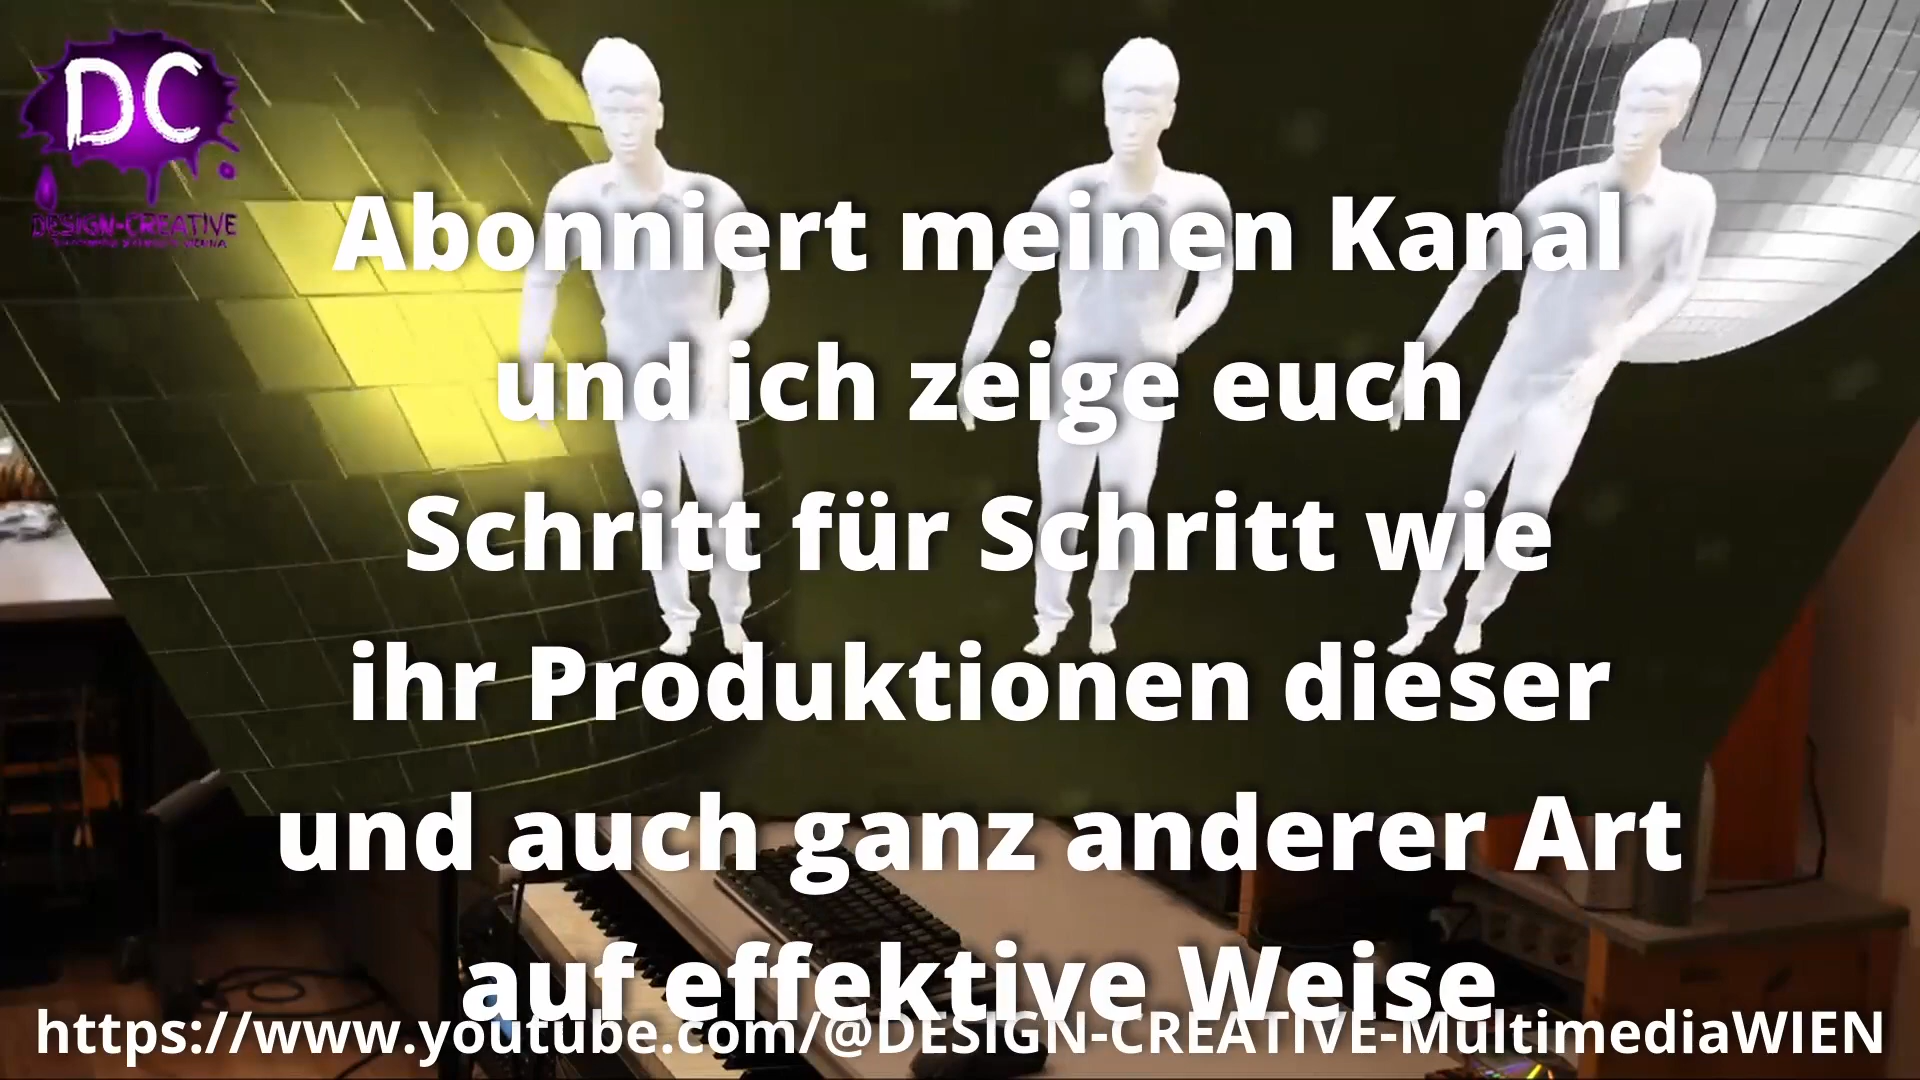 DC
DESIGN-CREATIVE
Abonniert meinen Kanal
und ich zeige euch
Schritt für Schritt wie
ihr Produktionen dieser
und auch ganz anderer Art
auf effektive Weise
https://www.youtube.com/@DESIGN-CREATIVE-MultimediaWIEN